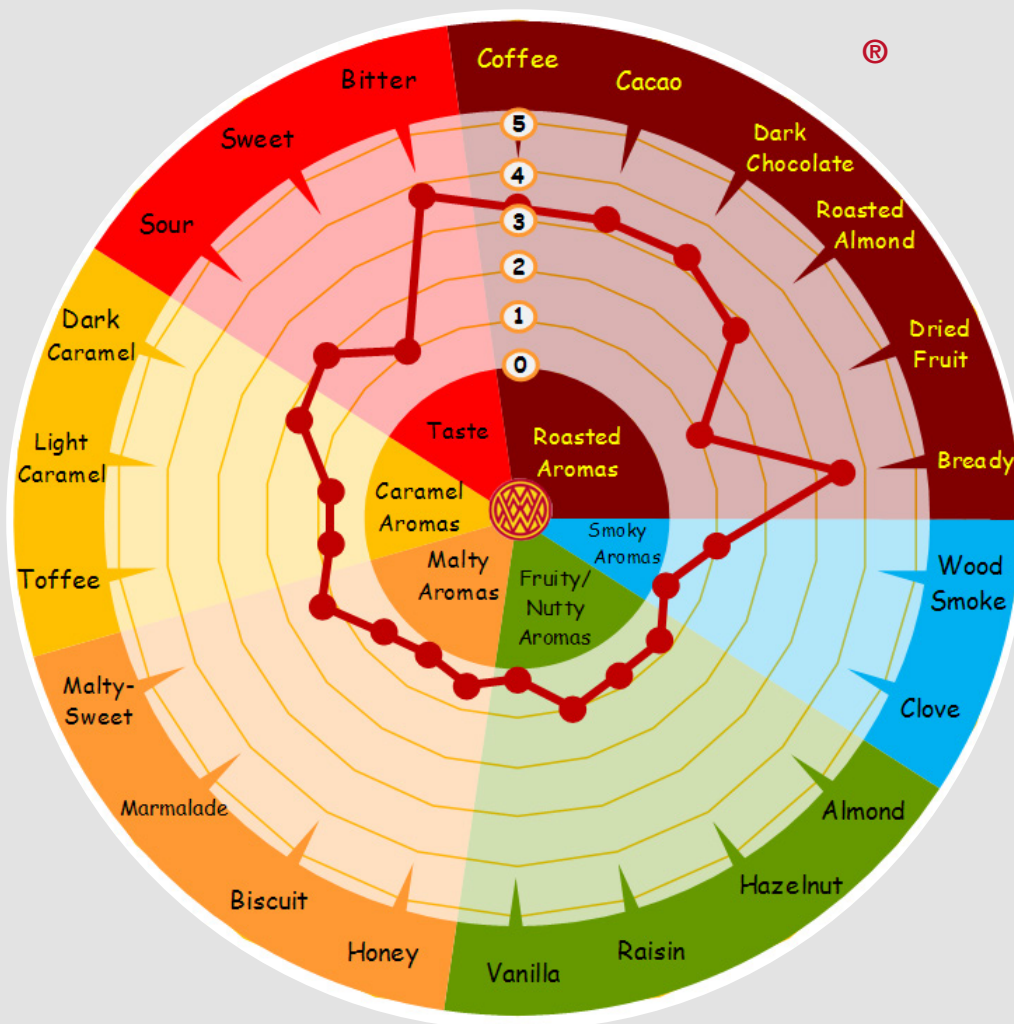 ®
Coffee
Cacao
Dark
Chocolate
Roasted
Almond
Dried
Fruit
Bready
Wood
Smoke
Clove
Almond
Hazelnut
Raisin
Vanilla
Honey
Biscuit
Marmalade
Malty-
Sweet
Toffee
Light
Caramel
Dark
Caramel
Sour
Sweet
Bitter
5
4
3
2
1
0
Taste
Roasted
Aromas
Caramel
Aromas
Smoky
Aromas
Malty
Aromas
Fruity/
Nutty
Aromas